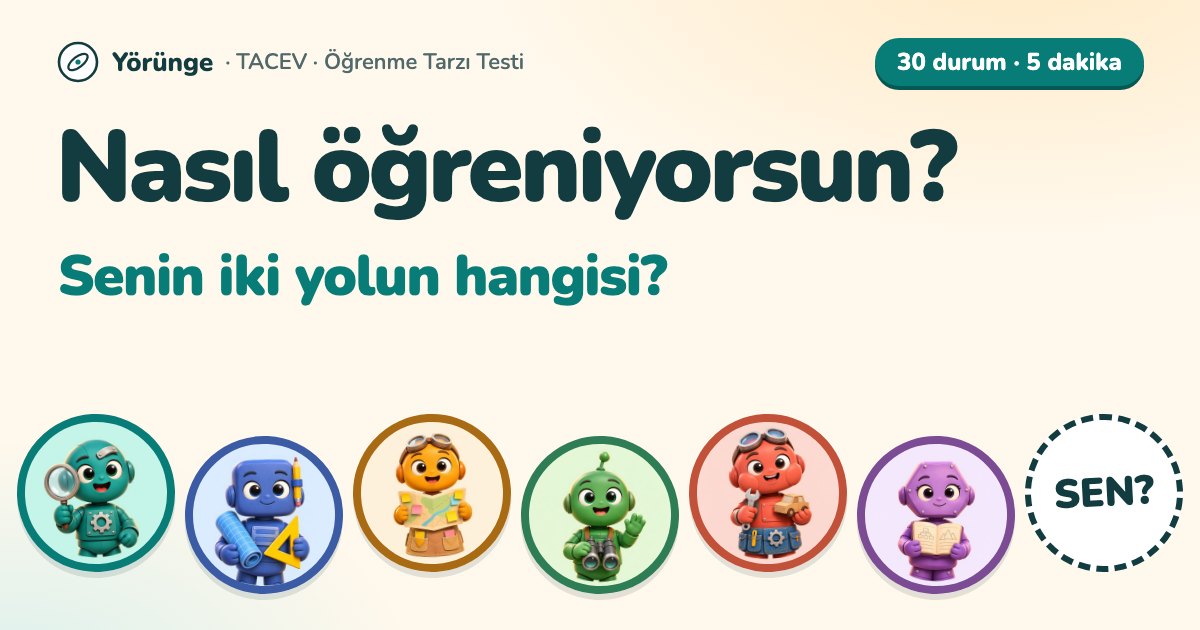 Yörünge · TACEV · Öğrenme Tarzı Testi
30 durum · 5 dakika
Nasıl öğreniyorsun?
Senin iki yolun hangisi?
SEN?